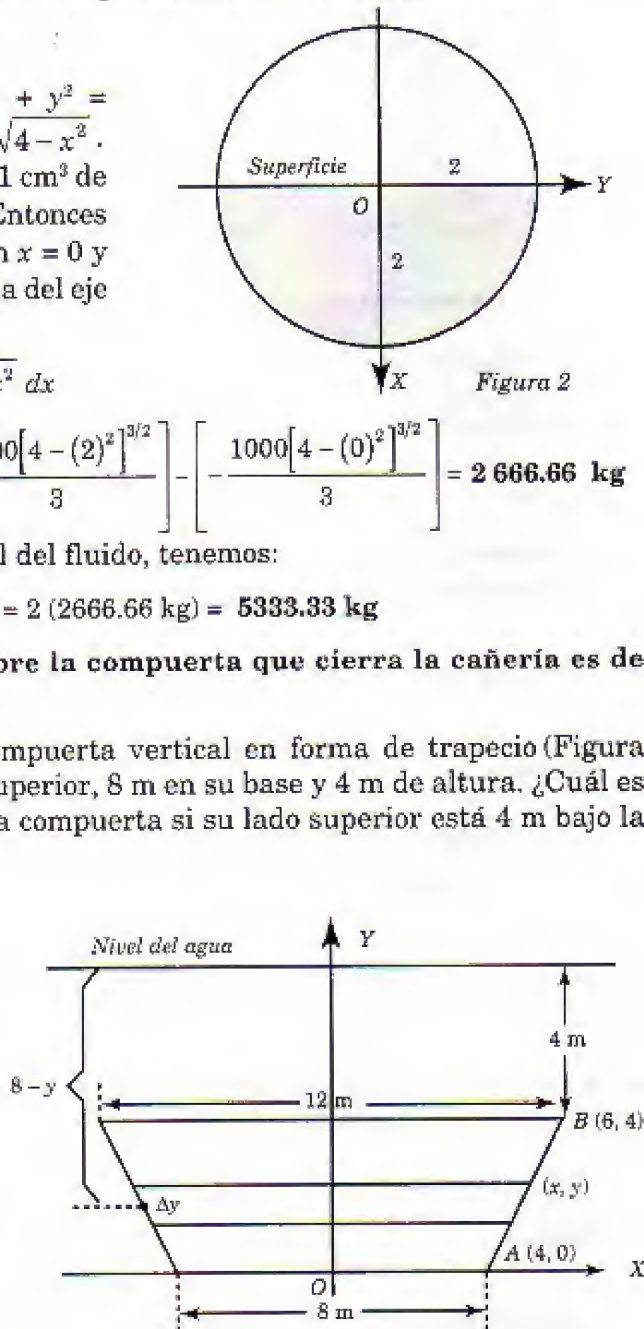 + y² =
√4 – x² .
1 cm³ de
Entonces
n x = 0 y
a del eje
Superficie
2
Y
O
2
X
Figura 2
x² dx
00[4 – (2)²]^3/2 / 3 ] – [ – 1000[4 – (0)²]^3/2 / 3 ] = 2 666.66 kg
l del fluido, tenemos:
= 2 (2666.66 kg) = 5333.33 kg
bre la compuerta que cierra la cañería es de
mpuerta vertical en forma de trapecio (Figura
uperior, 8 m en su base y 4 m de altura. ¿Cuál es
a compuerta si su lado superior está 4 m bajo la
Nivel del agua
Y
4 m
8 – y
12 m
B (6, 4)
(x, y)
Δy
A (4, 0)
X
O
8 m